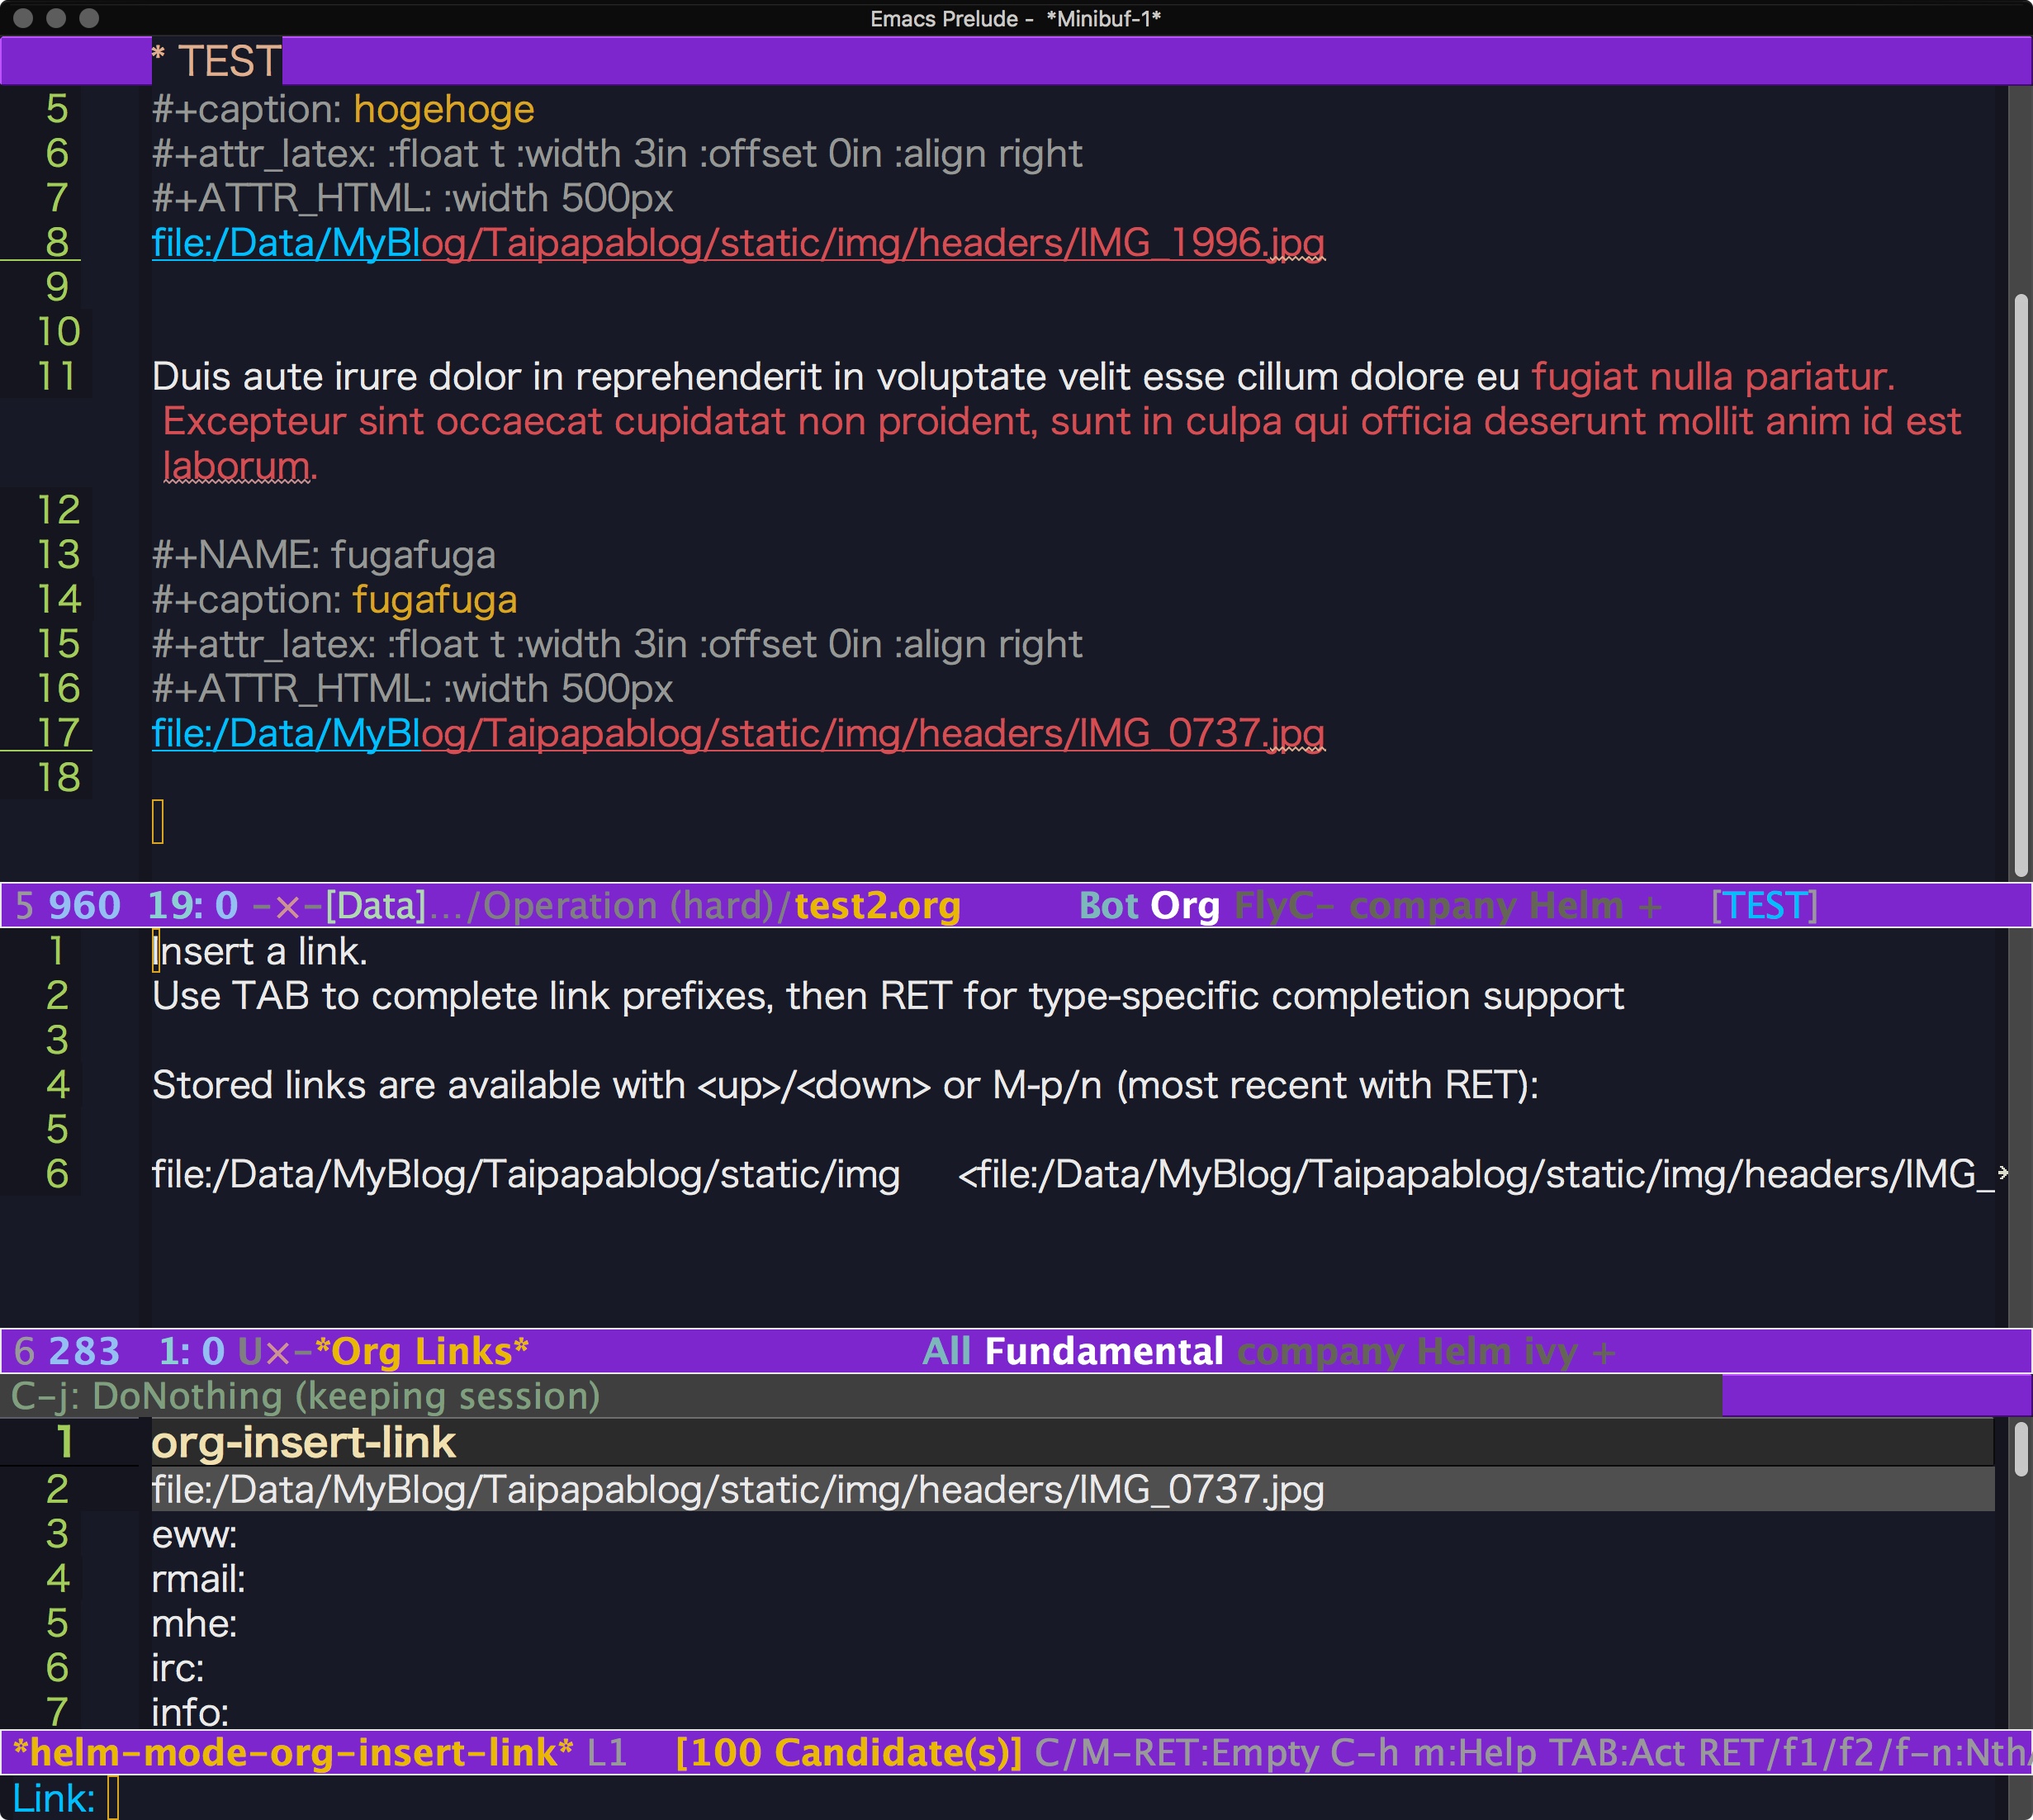 Emacs Prelude - *Minibuf-1*
* TEST
5 #+caption: hogehoge
6 #+attr_latex: :float t :width 3in :offset 0in :align right
7 #+ATTR_HTML: :width 500px
8 file:/Data/MyBlog/Taipapablog/static/img/headers/IMG_1996.jpg
9
10
11 Duis aute irure dolor in reprehenderit in voluptate velit esse cillum dolore eu fugiat nulla pariatur.
Excepteur sint occaecat cupidatat non proident, sunt in culpa qui officia deserunt mollit anim id est
laborum.
12
13 #+NAME: fugafuga
14 #+caption: fugafuga
15 #+attr_latex: :float t :width 3in :offset 0in :align right
16 #+ATTR_HTML: :width 500px
17 file:/Data/MyBlog/Taipapablog/static/img/headers/IMG_0737.jpg
18
5 960 19: 0 -×-[Data].../Operation (hard)/test2.org Bot Org FlyC- company Helm + [TEST]
1 Insert a link.
2 Use TAB to complete link prefixes, then RET for type-specific completion support
3
4 Stored links are available with <up>/<down> or M-p/n (most recent with RET):
5
6 file:/Data/MyBlog/Taipapablog/static/img <file:/Data/MyBlog/Taipapablog/static/img/headers/IMG_
6 283 1: 0 U×-*Org Links* All Fundamental company Helm ivy +
C-j: DoNothing (keeping session)
1 org-insert-link
2 file:/Data/MyBlog/Taipapablog/static/img/headers/IMG_0737.jpg
3 eww:
4 rmail:
5 mhe:
6 irc:
7 info:
*helm-mode-org-insert-link* L1 [100 Candidate(s)] C/M-RET:Empty C-h m:Help TAB:Act RET/f1/f2/f-n:Nth
Link: